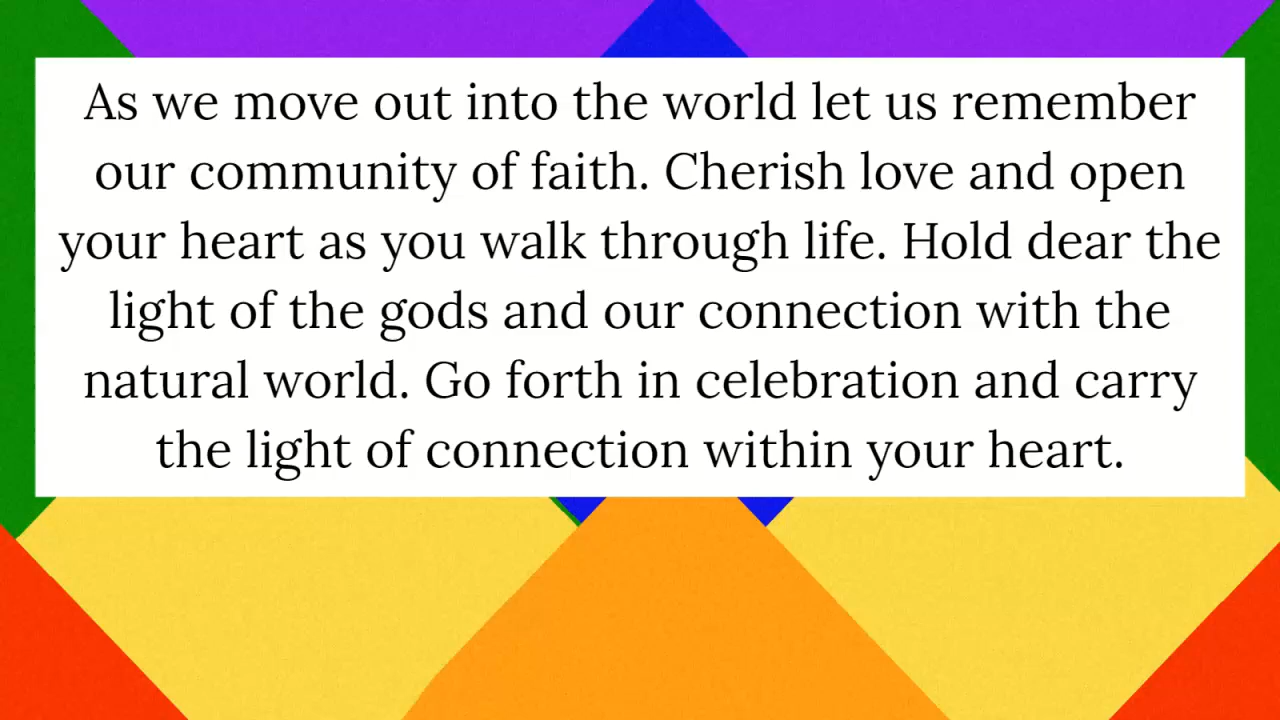 As we move out into the world let us remember
our community of faith. Cherish love and open
your heart as you walk through life. Hold dear the
light of the gods and our connection with the
natural world. Go forth in celebration and carry
the light of connection within your heart.